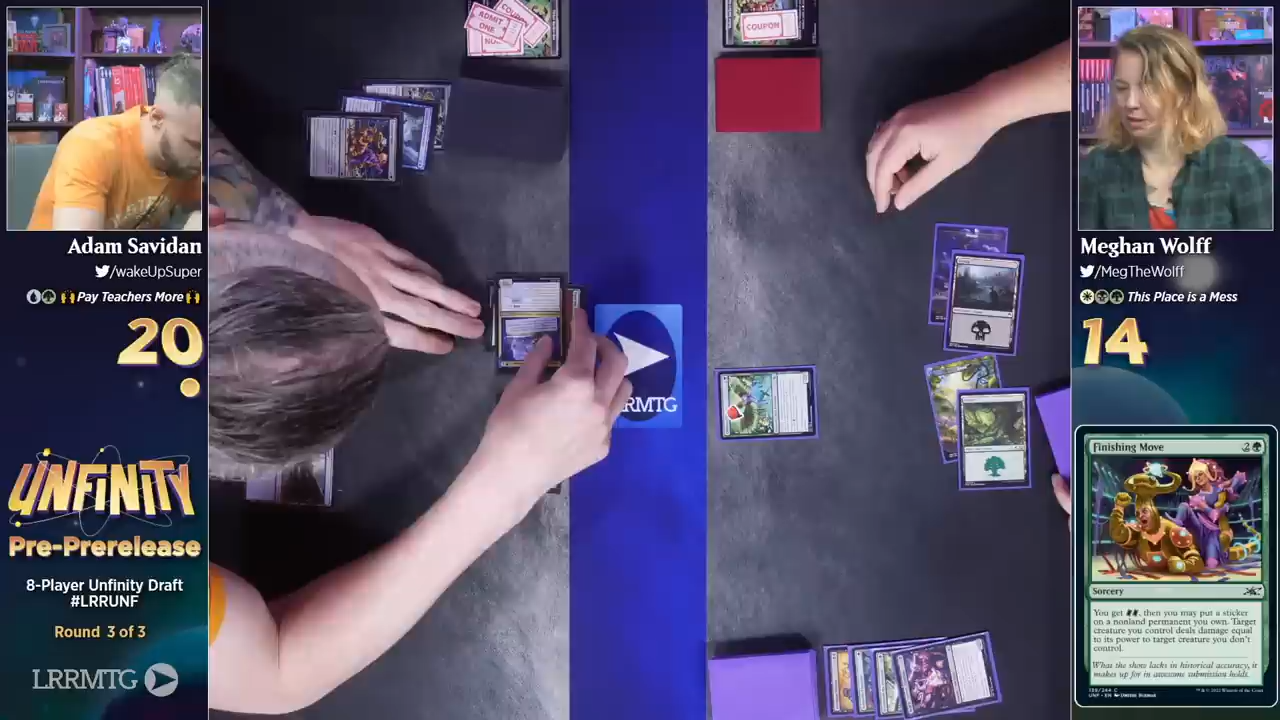 Adam Savidan
/wakeUpSuper
Pay Teachers More
20
UNFINITY
Pre-Prerelease
8-Player Unfinity Draft
#LRRUNF
Round 3 of 3
LRRMTG
ADMIT
ONE
COUPON
COUPON
LRRMTG
Meghan Wolff
/MegTheWolff
This Place is a Mess
14
Finishing Move 2
Sorcery
You get, then you may put a sticker
on a nonland permanent you own. Target
creature you control deals damage equal
to its power to target creature you don't
control.
What the show lacks in historical accuracy, it
makes up for in awesome submission holds.